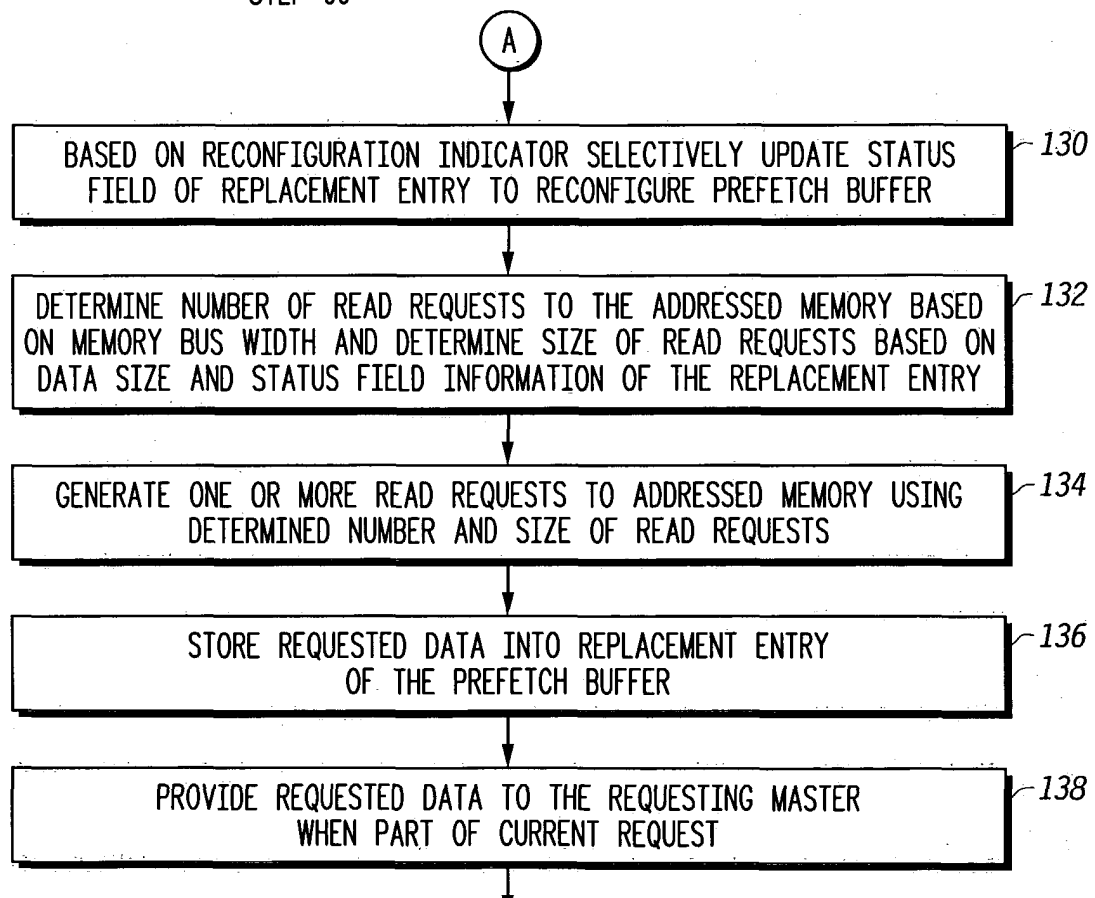 A
BASED ON RECONFIGURATION INDICATOR SELECTIVELY UPDATE STATUS
FIELD OF REPLACEMENT ENTRY TO RECONFIGURE PREFETCH BUFFER
130
DETERMINE NUMBER OF READ REQUESTS TO THE ADDRESSED MEMORY BASED
ON MEMORY BUS WIDTH AND DETERMINE SIZE OF READ REQUESTS BASED ON
DATA SIZE AND STATUS FIELD INFORMATION OF THE REPLACEMENT ENTRY
132
GENERATE ONE OR MORE READ REQUESTS TO ADDRESSED MEMORY USING
DETERMINED NUMBER AND SIZE OF READ REQUESTS
134
STORE REQUESTED DATA INTO REPLACEMENT ENTRY
OF THE PREFETCH BUFFER
136
PROVIDE REQUESTED DATA TO THE REQUESTING MASTER
WHEN PART OF CURRENT REQUEST
138